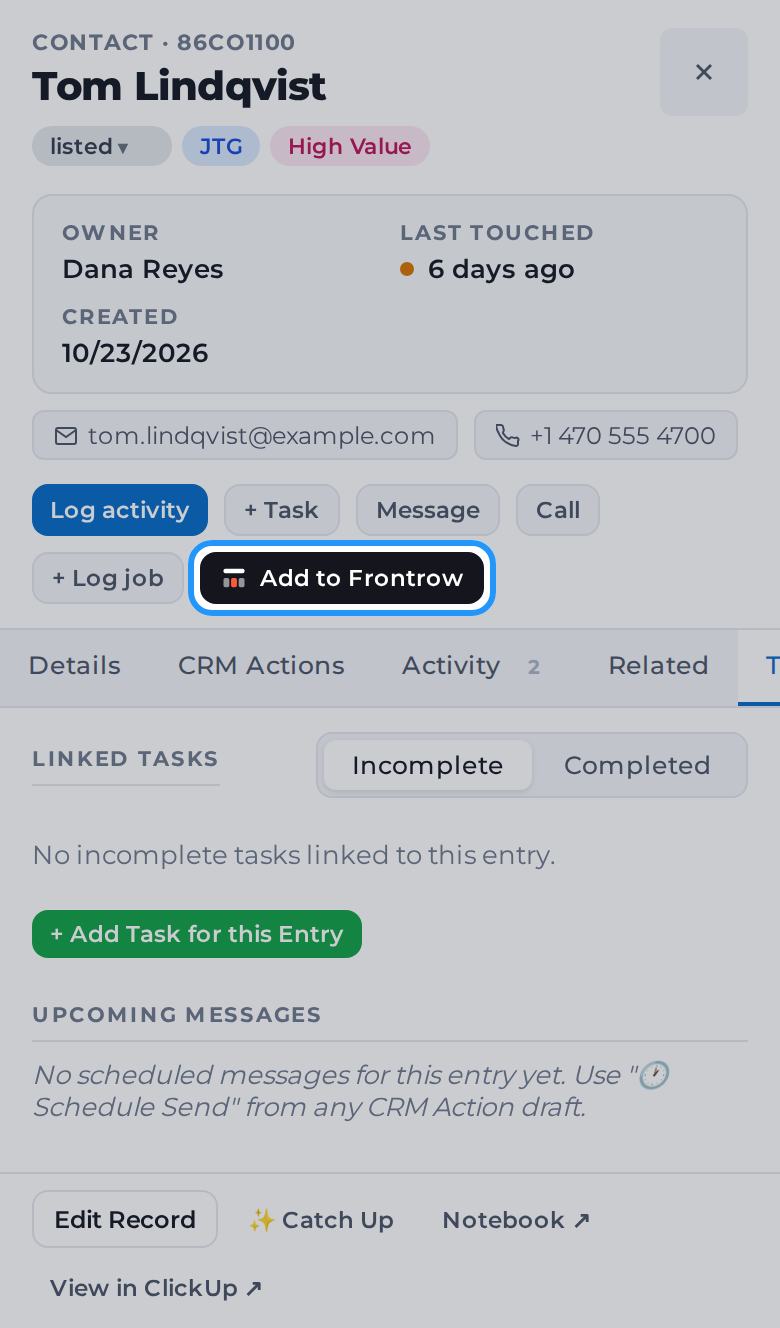 CONTACT · 86CO1100
Tom Lindqvist
×
listed ▾ JTG High Value
OWNER LAST TOUCHED
Dana Reyes 6 days ago
CREATED
10/23/2026
tom.lindqvist@example.com +1 470 555 4700
Log activity + Task Message Call
+ Log job Add to Frontrow
Details CRM Actions Activity 2 Related T
LINKED TASKS Incomplete Completed
No incomplete tasks linked to this entry.
+ Add Task for this Entry
UPCOMING MESSAGES
No scheduled messages for this entry yet. Use "🕐
Schedule Send" from any CRM Action draft.
Edit Record ✨ Catch Up Notebook ↗
View in ClickUp ↗